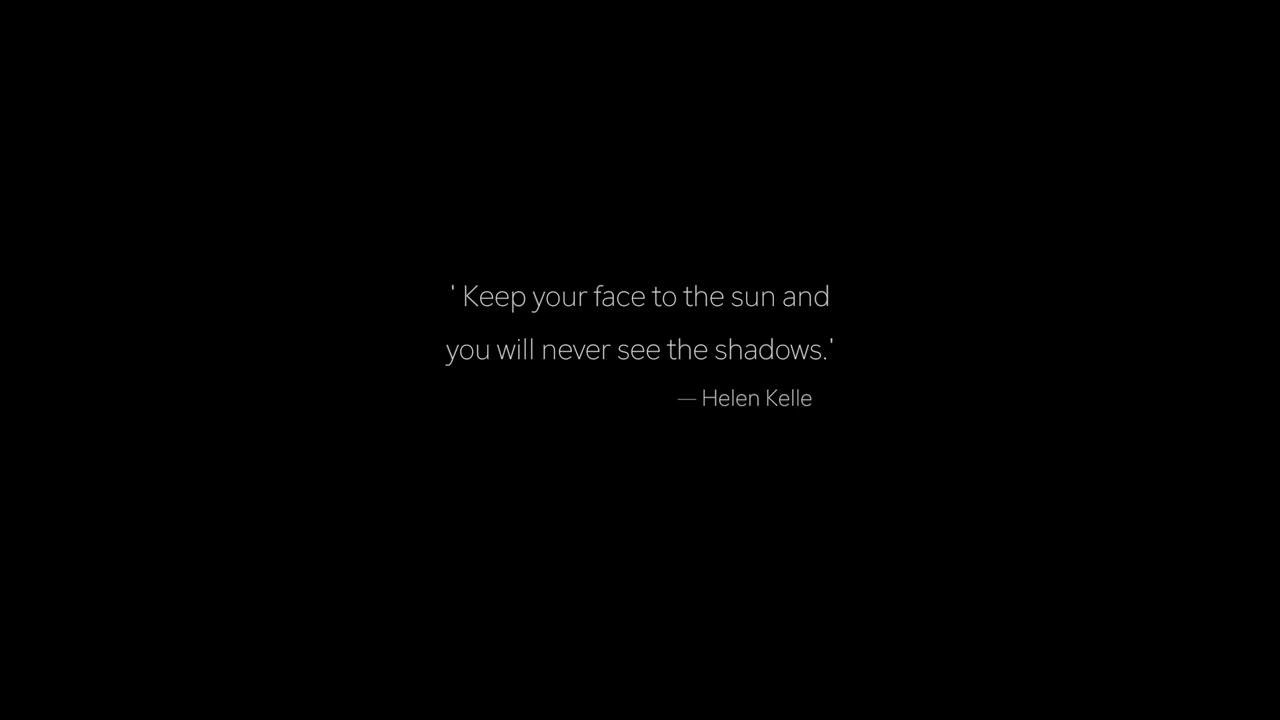 ' Keep your face to the sun and
you will never see the shadows.'
— Helen Kelle